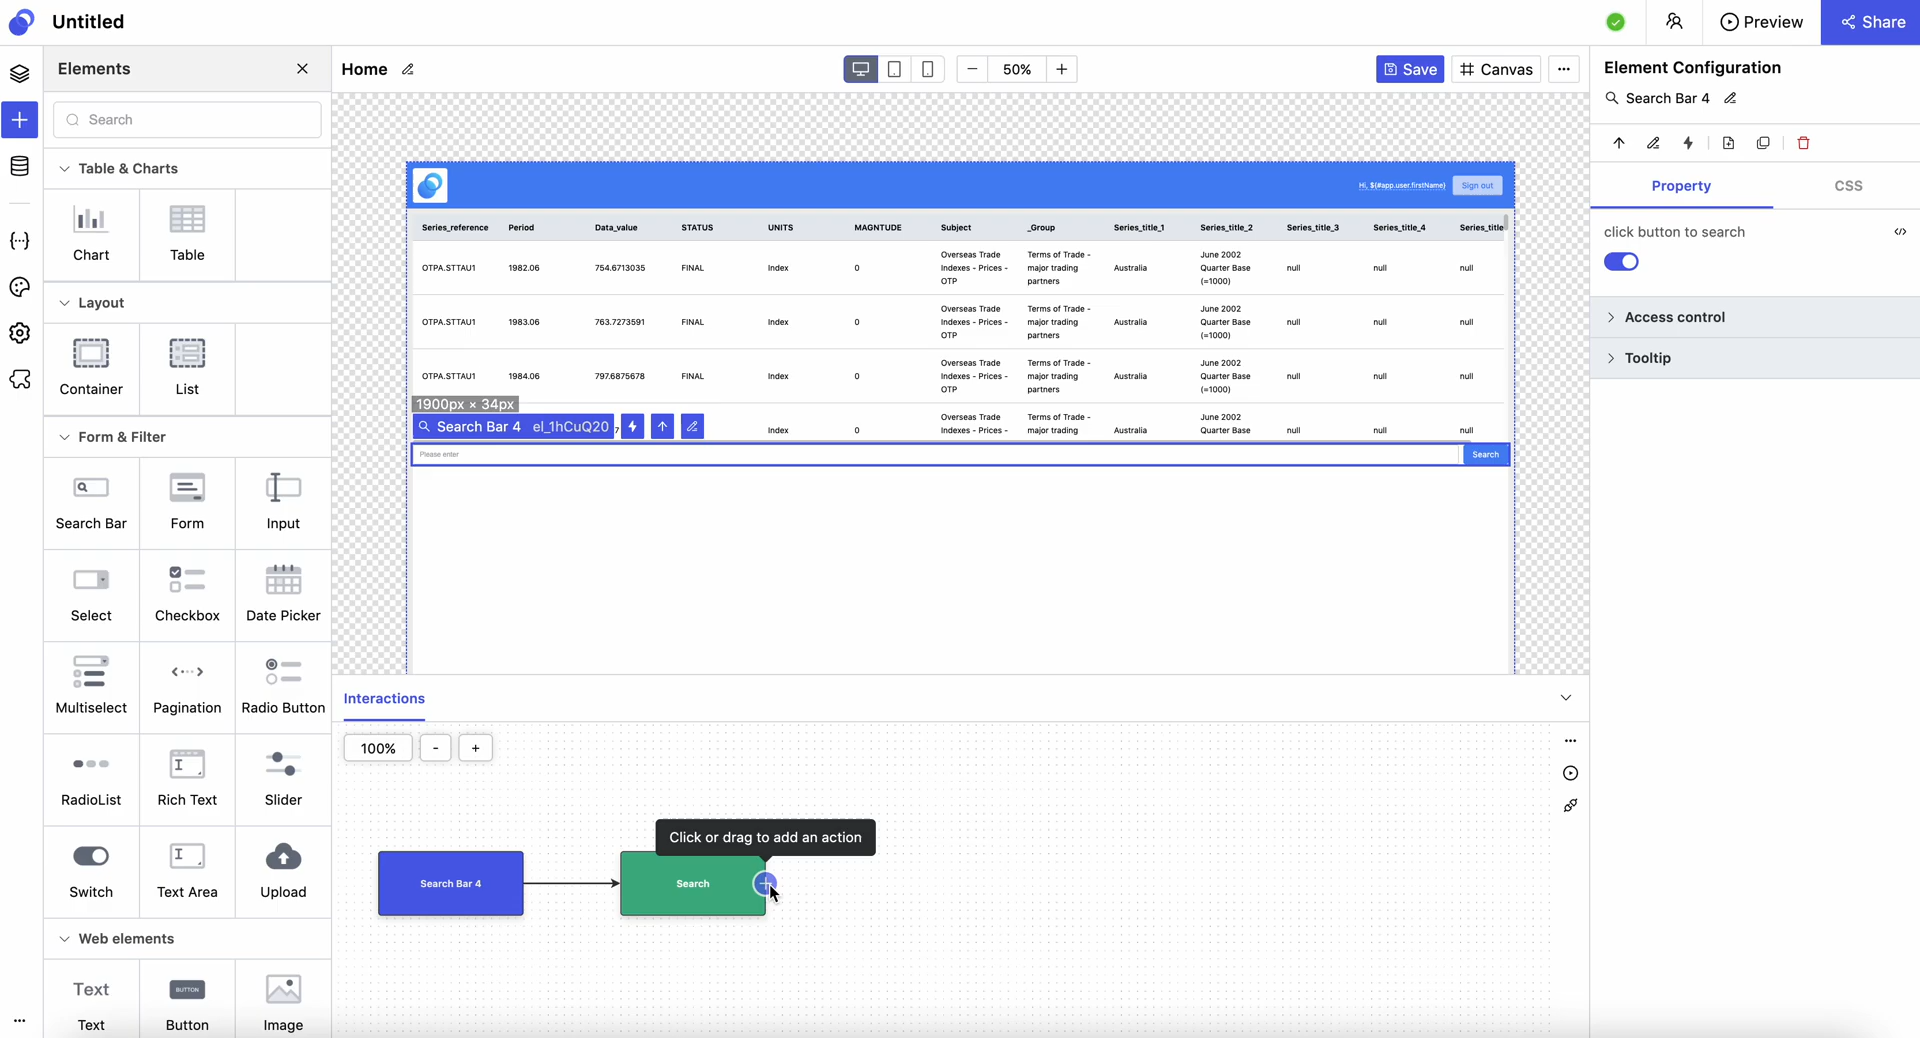 Untitled
Preview
Share
Elements
Home
50%
Save
Canvas
Element Configuration
Search Bar 4
Search
Table & Charts
Chart
Table
Layout
Container
List
Form & Filter
Search Bar
Form
Input
Select
Checkbox
Date Picker
Multiselect
Pagination
Radio Button
RadioList
Rich Text
Slider
Switch
Text Area
Upload
Web elements
Text
BUTTON
Text
Button
Image
Hi, ${#app.user.firstName}
Sign out
Series_reference Period Data_value STATUS UNITS MAGNTUDE Subject _Group Series_title_1 Series_title_2 Series_title_3 Series_title_4 Series_title
OTPA.STTAU1 1982.06 754.6713035 FINAL Index 0 Overseas Trade Indexes - Prices - OTP Terms of Trade - major trading partners Australia June 2002 Quarter Base (=1000) null null null
OTPA.STTAU1 1983.06 763.7273591 FINAL Index 0 Overseas Trade Indexes - Prices - OTP Terms of Trade - major trading partners Australia June 2002 Quarter Base (=1000) null null null
OTPA.STTAU1 1984.06 797.6875678 FINAL Index 0 Overseas Trade Indexes - Prices - OTP Terms of Trade - major trading partners Australia June 2002 Quarter Base (=1000) null null null
1900px × 34px
Search Bar 4 el_1hCuQ20
7 Index 0 Overseas Trade Indexes - Prices - Terms of Trade - major trading Australia June 2002 Quarter Base null null null
Please enter
Search
Interactions
100% - +
Click or drag to add an action
Search Bar 4
Search
Property
CSS
click button to search
Access control
Tooltip